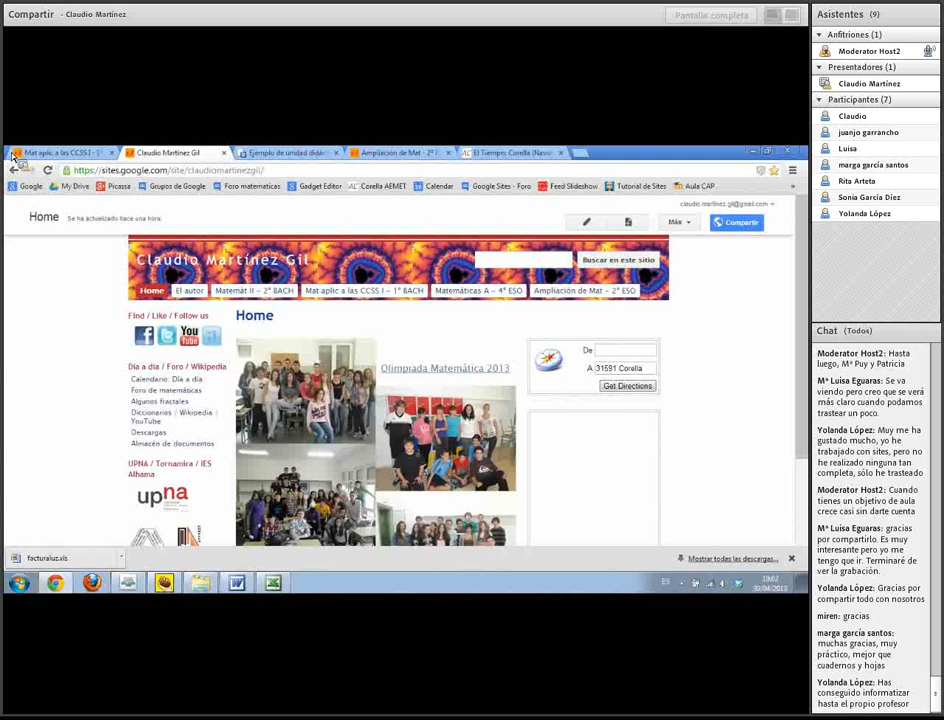 Compartir - Claudio Martínez
Pantalla completa
Mat aplic a las CCSS I - 1º
Claudio Martínez Gil
Ejemplo de unidad didác
Ampliación de Mat - 2º
El Tiempo: Corella (Nava
https://sites.google.com/site/claudiomartinezgil/
Google
My Drive
Picassa
Grupos de Google
Foro matematicas
Gadget Editor
Corella AEMET
Calendar
Google Sites - Foro
Feed Slideshow
Tutorial de Sites
Aula CAP
claudio.martinez.gil@gmail.com
Home
Se ha actualizado hace una hora.
Más
Compartir
Claudio Martínez Gil
Buscar en este sitio
Home
El autor
Matemát II – 2º BACH
Mat aplic a las CCSS I – 1º BACH
Matemáticas A – 4º ESO
Ampliación de Mat – 2º ESO
Find / Like / Follow us
You
Tube
Día a día / Foro / Wikipedia
Calendario: Día a día
Foro de matemáticas
Algunos fractales
Diccionarios / Wikipedia /
YouTube
Descargas
Almacén de documentos
UPNA / Tornamira / IES
Alhama
upna
Home
Olimpiada Matemática 2013
De
A 31591 Corella
Get Directions
facturaluz.xls
Mostrar todas las descargas...
ES
19:02
30/04/2013
Asistentes (9)
Anfitriones (1)
Moderator Host2
Presentadores (1)
Claudio Martínez
Participantes (7)
Claudio
juanjo garrancho
Luisa
marga garcía santos
Rita Arteta
Sonia García Díez
Yolanda López
Chat (Todos)
Moderator Host2: Hasta
luego, Mª Puy y Patricia
Mª Luisa Eguaras: Se va
viendo pero creo que se verá
más claro cuando podamos
trastear un poco.
Yolanda López: Muy me ha
gustado mucho, yo he
trabajado con sites, pero no
he realizado ninguna tan
completa, sólo he trasteado
Moderator Host2: Cuando
tienes un objetivo de aula
crece casi sin darte cuenta
Mª Luisa Eguaras: gracias
por compartirlo. Es muy
interesante pero yo me
tengo que ir. Terminaré de
ver la grabación.
Yolanda López: Gracias por
compartir todo con nosotros
miren: gracias
marga garcía santos:
muchas gracias, muy
práctico, mejor que
cuadernos y hojas
Yolanda López: Has
conseguido informatizar
hasta el propio profesor